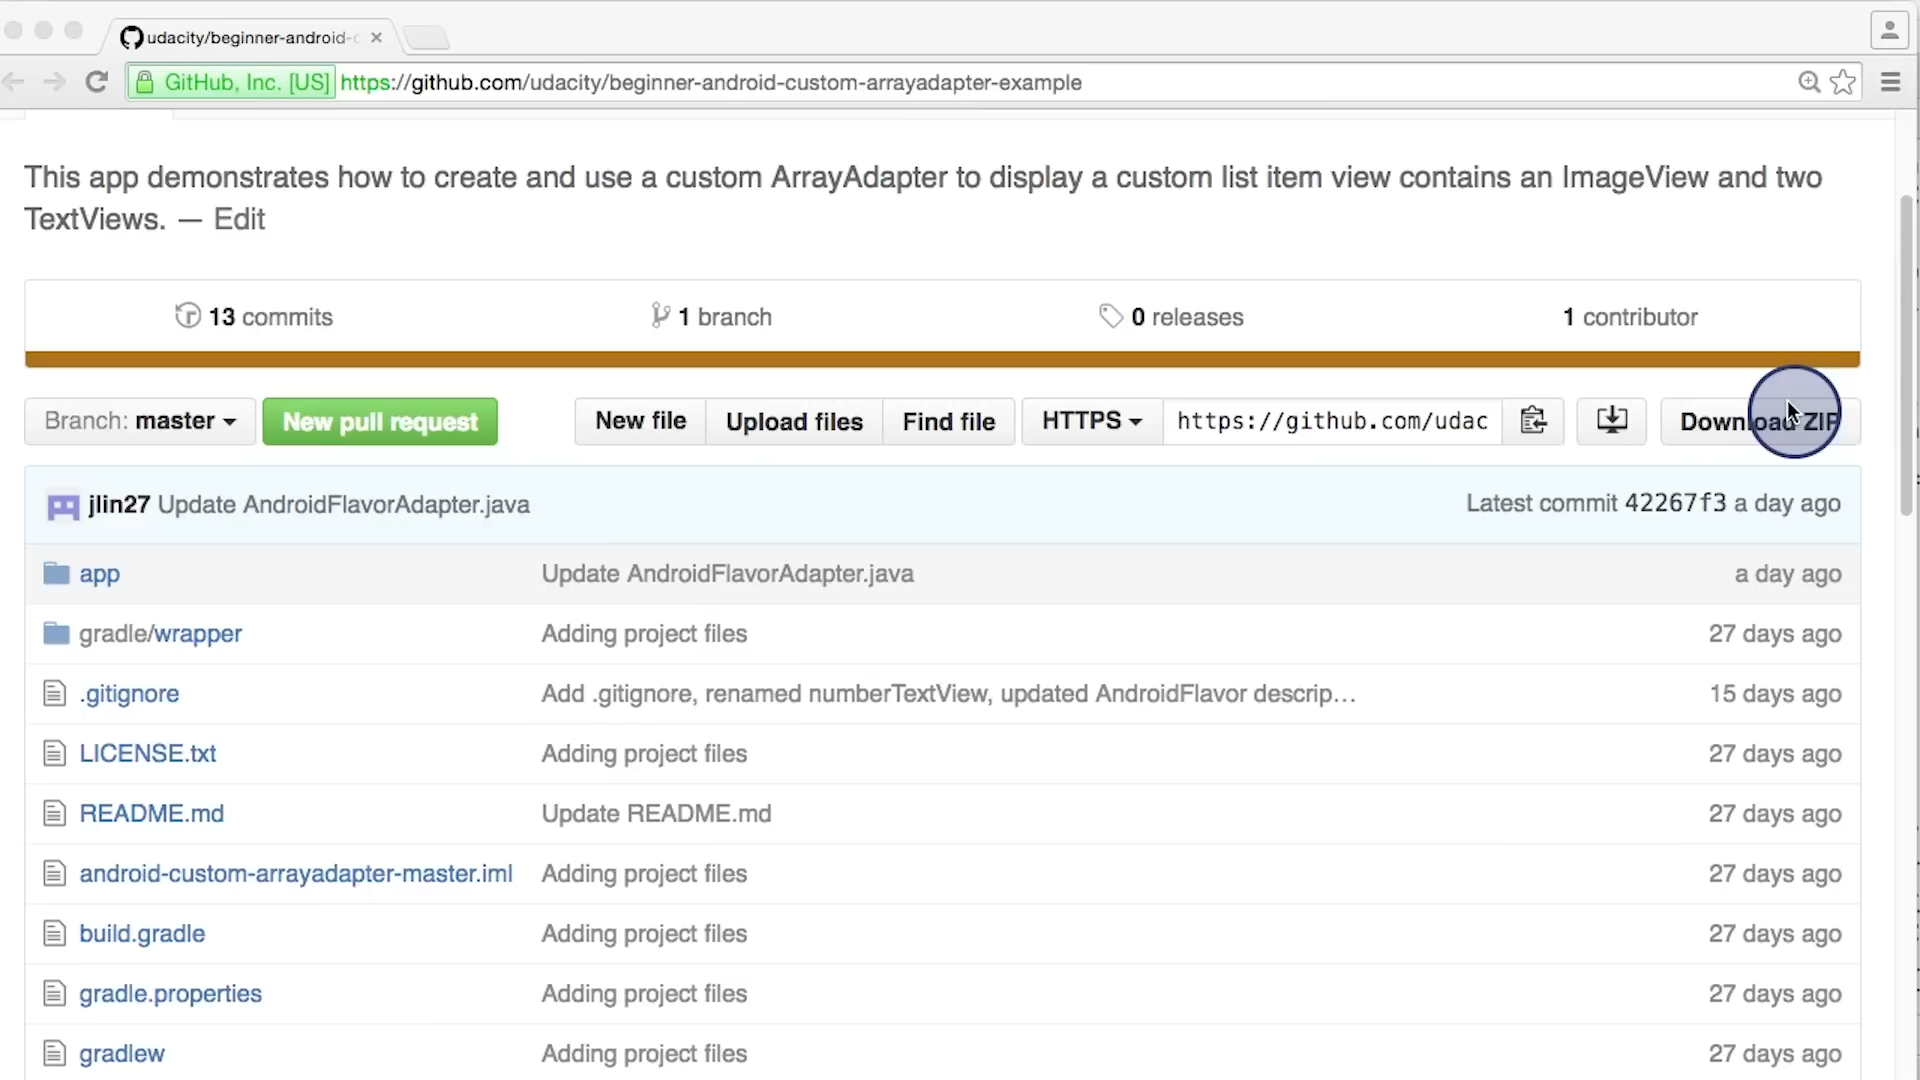 udacity/beginner-android-c
GitHub, Inc. [US] https://github.com/udacity/beginner-android-custom-arrayadapter-example
This app demonstrates how to create and use a custom ArrayAdapter to display a custom list item view contains an ImageView and two
TextViews. — Edit
13 commits 1 branch 0 releases 1 contributor
Branch: master New pull request New file Upload files Find file HTTPS https://github.com/udac Download ZIP
jlin27 Update AndroidFlavorAdapter.java Latest commit 42267f3 a day ago
app Update AndroidFlavorAdapter.java a day ago
gradle/wrapper Adding project files 27 days ago
.gitignore Add .gitignore, renamed numberTextView, updated AndroidFlavor descrip… 15 days ago
LICENSE.txt Adding project files 27 days ago
README.md Update README.md 27 days ago
android-custom-arrayadapter-master.iml Adding project files 27 days ago
build.gradle Adding project files 27 days ago
gradle.properties Adding project files 27 days ago
gradlew Adding project files 27 days ago